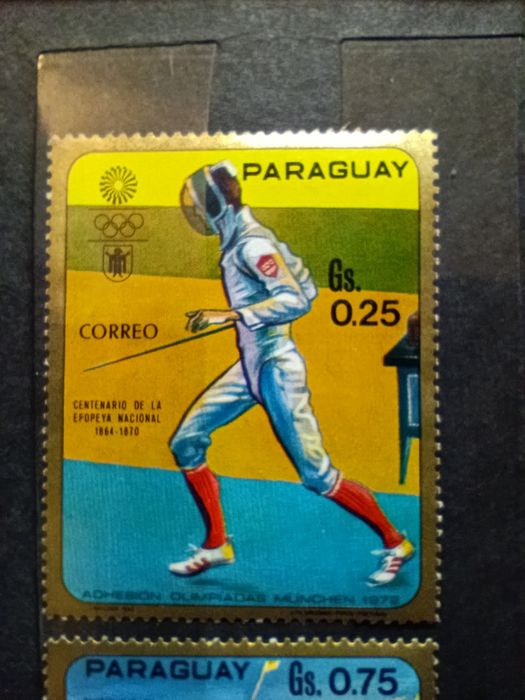 PARAGUAY
Gs.
0.25
CORREO
CENTENARIO DE LA
EPOPEYA NACIONAL
1864-1870
ADHESION OLIMPIADAS MÜNCHEN 1972
PARAGUAY Gs. 0.75